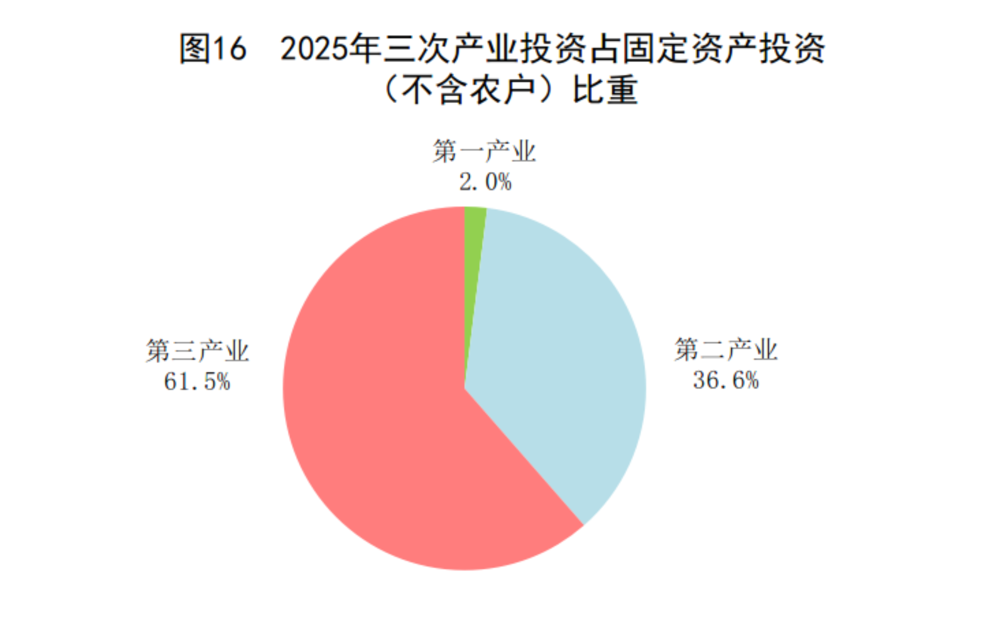 图16 2025年三次产业投资占固定资产投资
（不含农户）比重
第一产业
2.0%
第三产业
61.5%
第二产业
36.6%